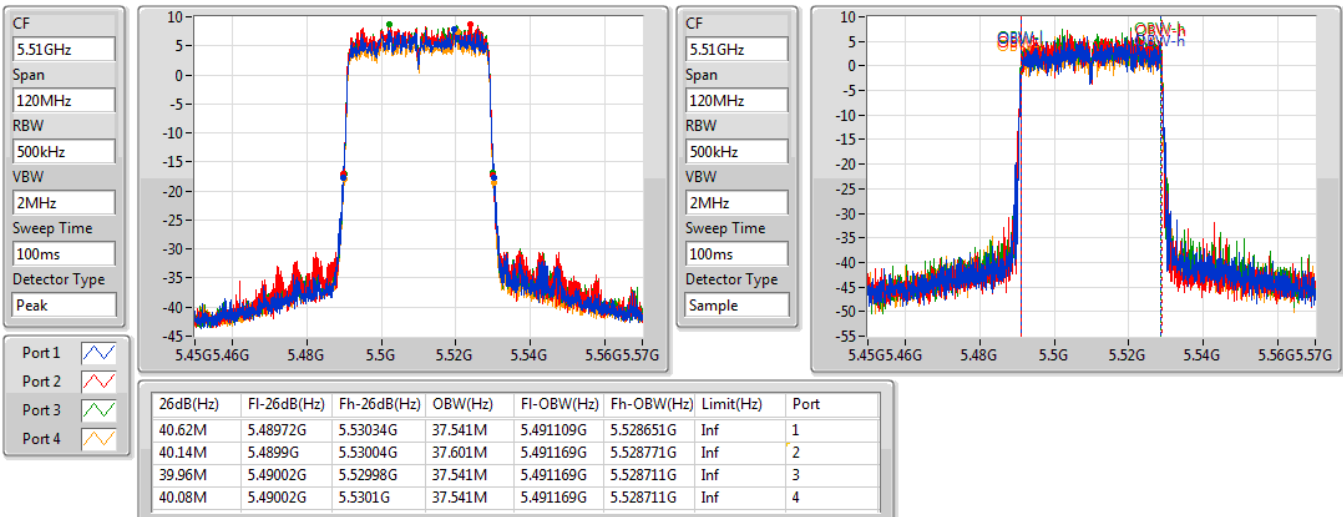 CF
5.51GHz
Span
120MHz
RBW
500kHz
VBW
2MHz
Sweep Time
100ms
Detector Type
Peak
10
5
0
-5
-10
-15
-20
-25
-30
-35
-40
-45
5.45G 5.46G 5.48G 5.5G 5.52G 5.54G 5.56G 5.57G
CF
5.51GHz
Span
120MHz
RBW
500kHz
VBW
2MHz
Sweep Time
100ms
Detector Type
Sample
10
5
0
-5
-10
-15
-20
-25
-30
-35
-40
-45
-50
-55
OBW-l OBW-h
5.45G 5.46G 5.48G 5.5G 5.52G 5.54G 5.56G 5.57G
Port 1
Port 2
Port 3
Port 4
26dB(Hz) Fl-26dB(Hz) Fh-26dB(Hz) OBW(Hz) Fl-OBW(Hz) Fh-OBW(Hz) Limit(Hz) Port
40.62M 5.48972G 5.53034G 37.541M 5.491109G 5.528651G Inf 1
40.14M 5.4899G 5.53004G 37.601M 5.491169G 5.528771G Inf 2
39.96M 5.49002G 5.52998G 37.541M 5.491169G 5.528711G Inf 3
40.08M 5.49002G 5.5301G 37.541M 5.491169G 5.528711G Inf 4